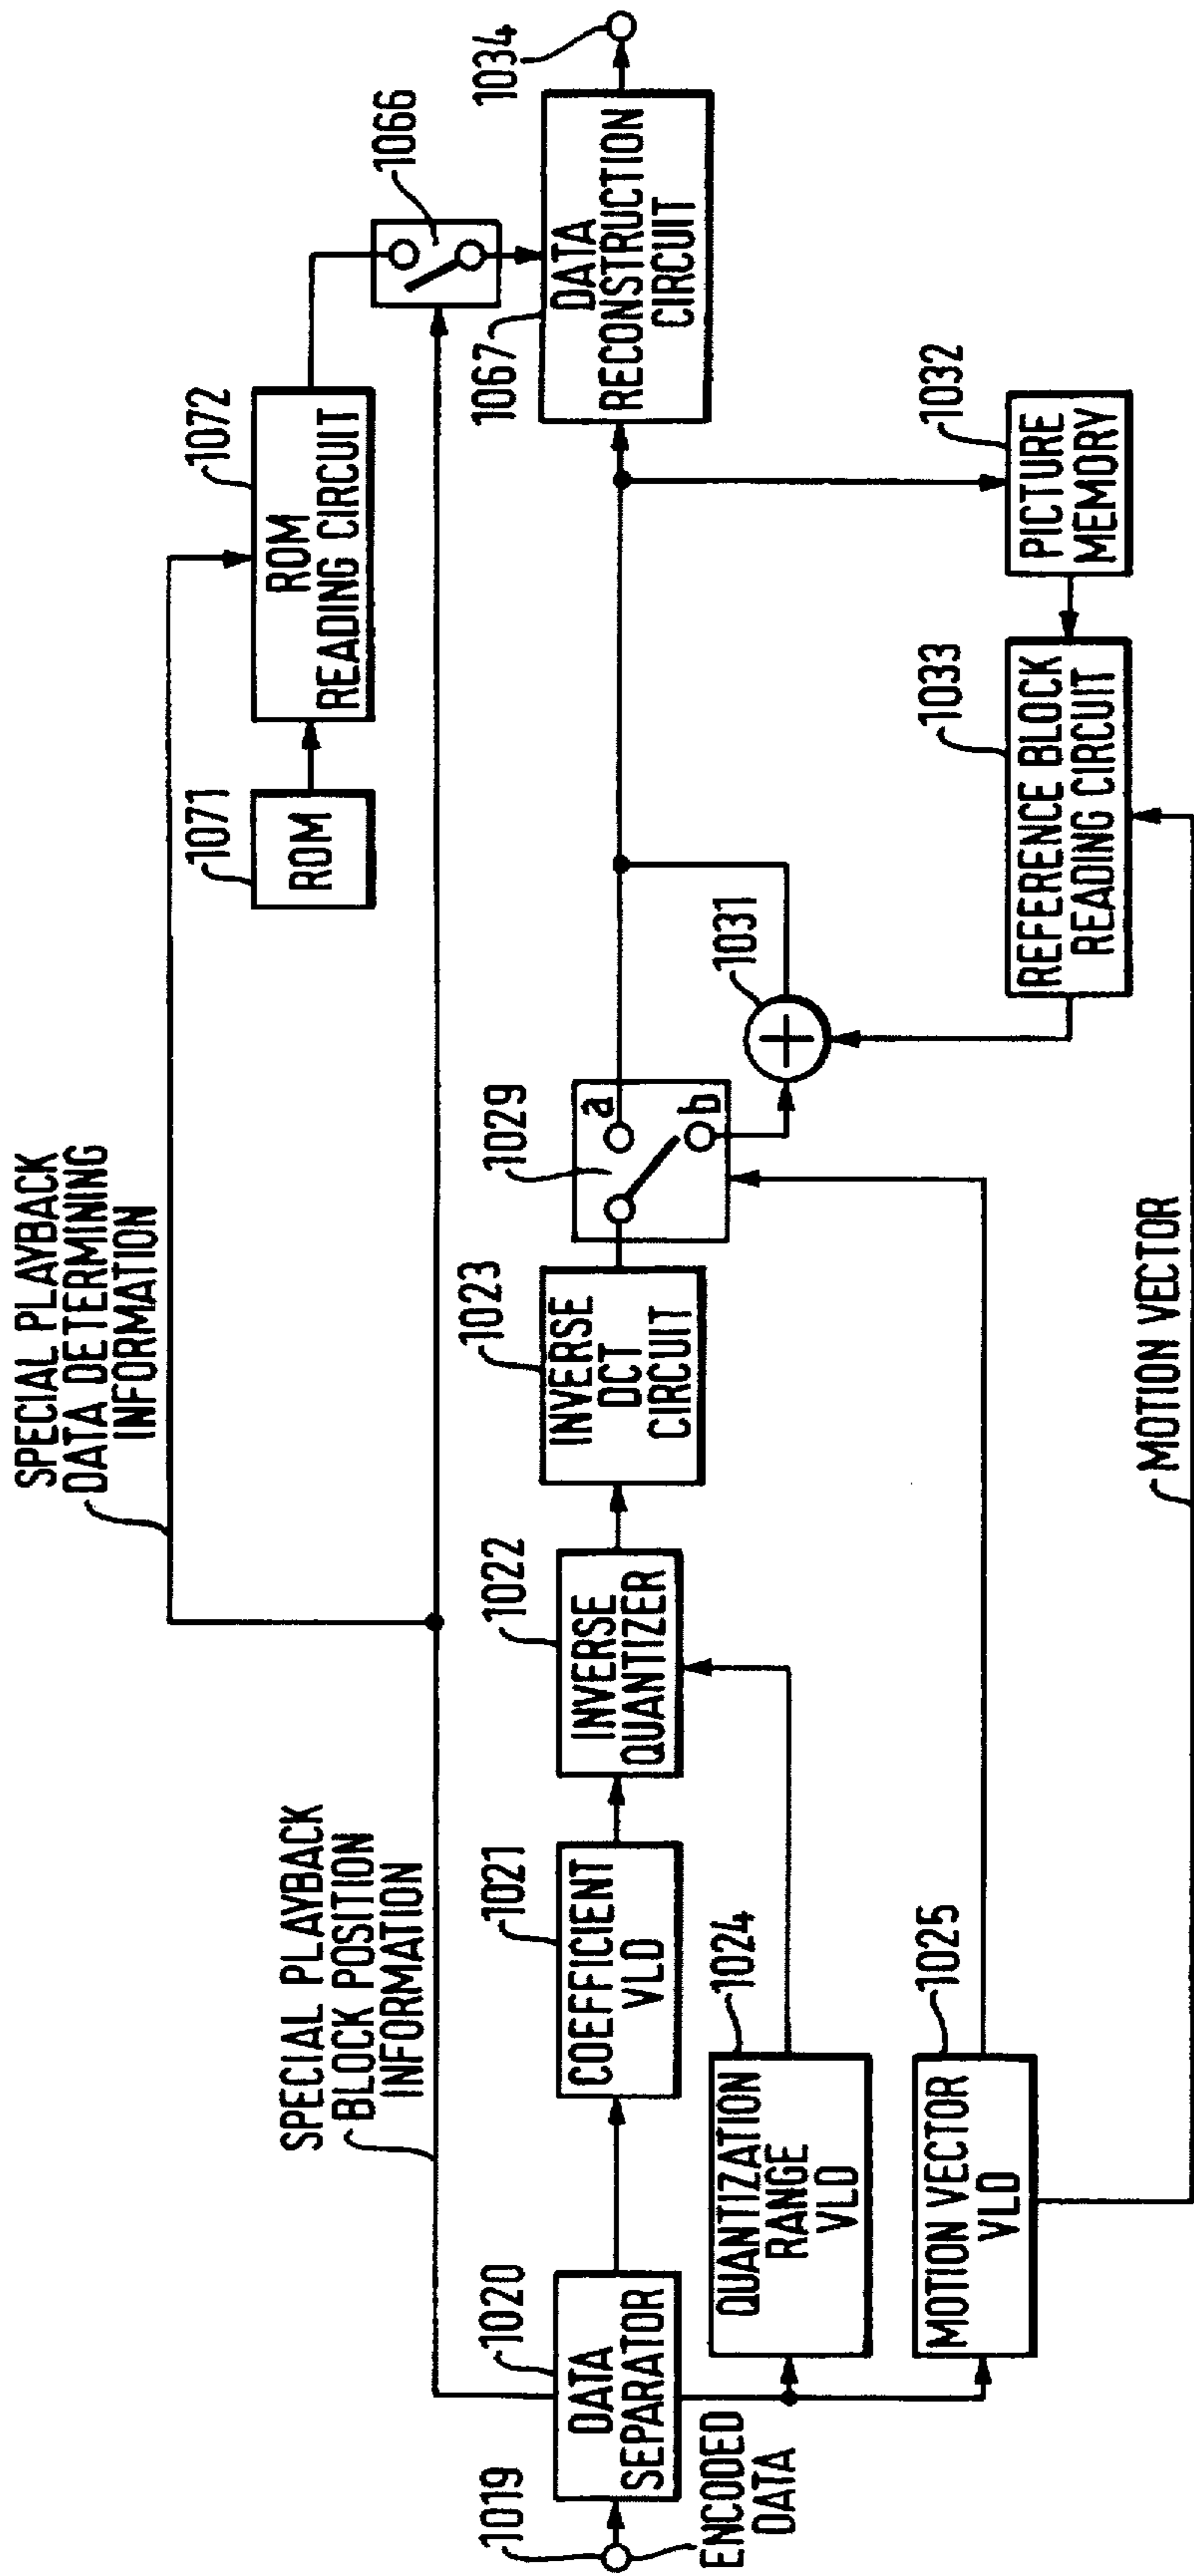 SPECIAL PLAYBACK
DATA DETERMINING
INFORMATION
SPECIAL PLAYBACK
BLOCK POSITION
INFORMATION
1071
ROM
1072
ROM
READING CIRCUIT
1066
1019
ENCODED
DATA
1020
DATA
SEPARATOR
1021
COEFFICIENT
VLD
1022
INVERSE
QUANTIZER
1023
INVERSE
DCT
CIRCUIT
1029
a
b
1031
1067
DATA
RECONSTRUCTION
CIRCUIT
1034
1024
QUANTIZATION
RANGE
VLD
1025
MOTION VECTOR
VLD
1033
REFERENCE BLOCK
READING CIRCUIT
1032
PICTURE
MEMORY
MOTION VECTOR